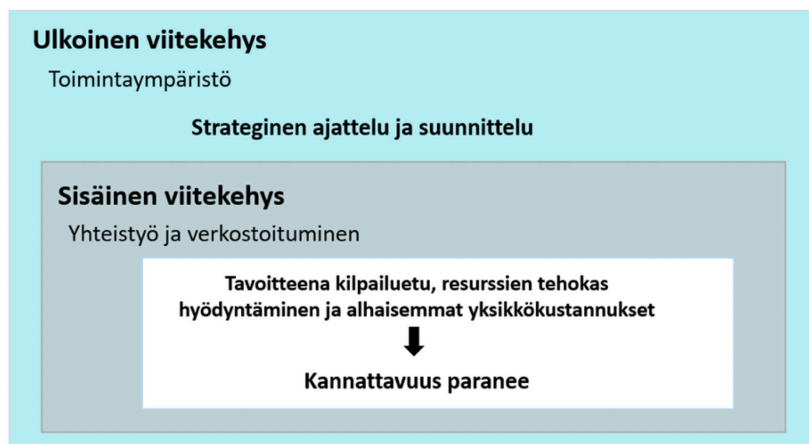 Ulkoinen viitekehys
Toimintaympäristö
Strateginen ajattelu ja suunnittelu
Sisäinen viitekehys
Yhteistyö ja verkostoituminen
Tavoitteena kilpailuetu, resurssien tehokas
hyödyntäminen ja alhaisemmat yksikkökustannukset
Kannattavuus paranee